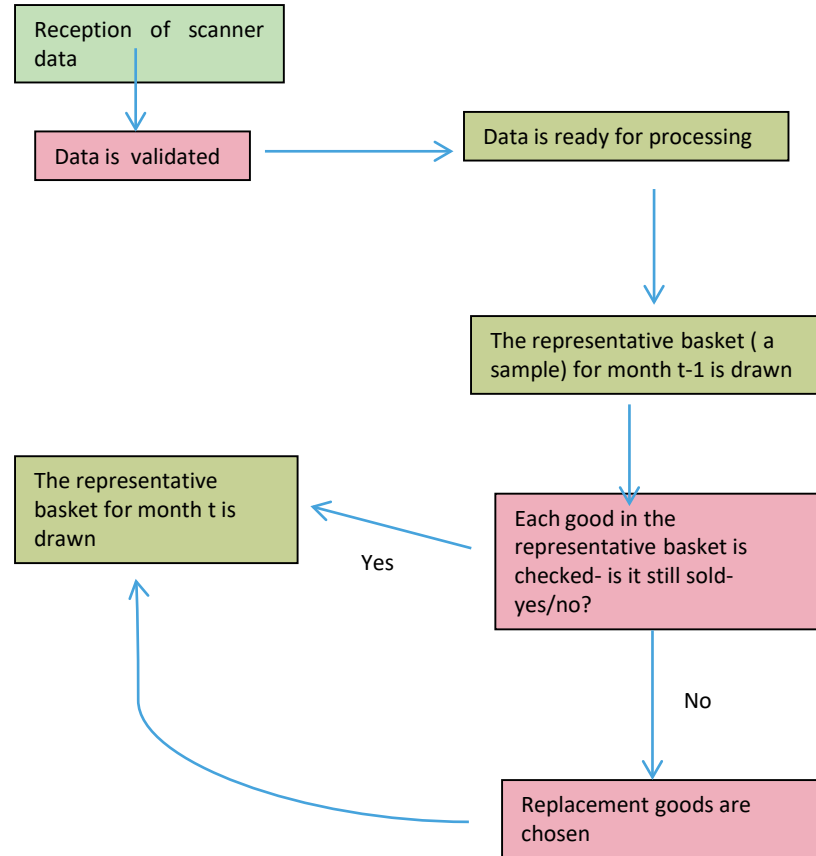 Reception of scanner
data
Data is validated
Data is ready for processing
The representative basket ( a
sample) for month t-1 is drawn
The representative
basket for month t is
drawn
Each good in the
representative basket is
checked- is it still sold-
yes/no?
Yes
No
Replacement goods are
chosen